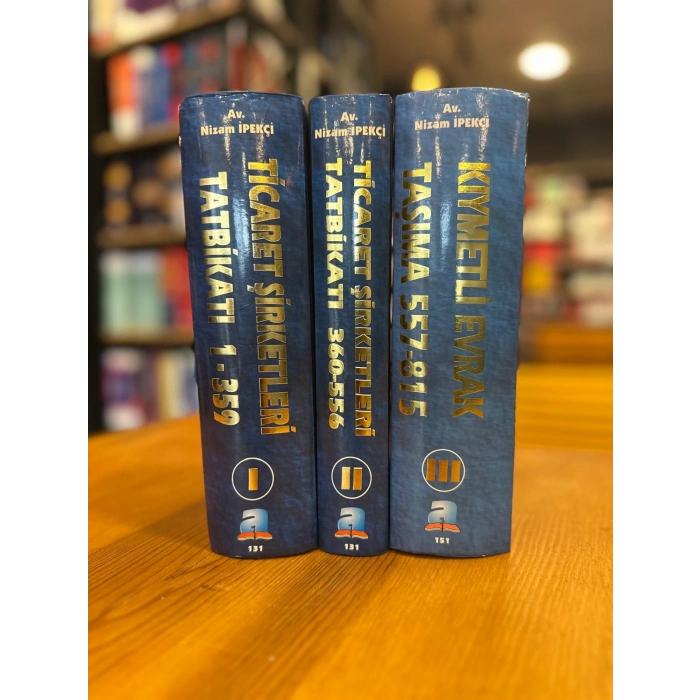 Av.
Nizam İPEKÇİ
TİCARET ŞİRKETLERİ
TATBİKATI 1-359
I
a
131
Av.
Nizam İPEKÇİ
TİCARET ŞİRKETLERİ
TATBİKATI 360-556
II
a
131
Av.
Nizam İPEKÇİ
KIYMETLİ EVRAK
TAŞIMA 557-815
III
a
151